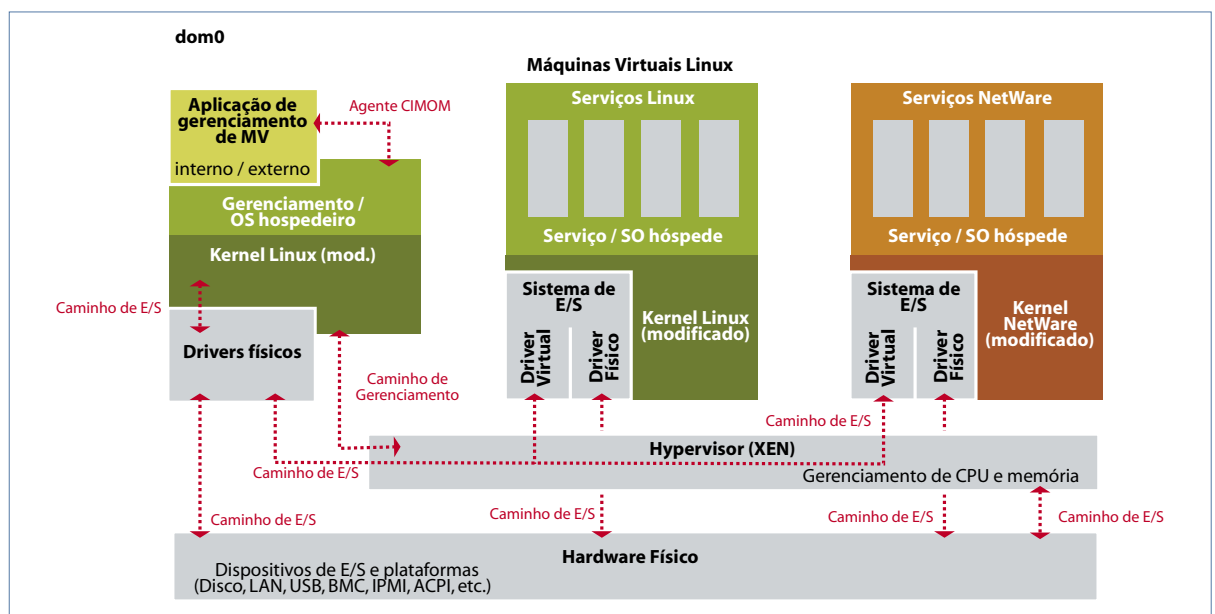 dom0
Máquinas Virtuais Linux
Aplicação de
gerenciamento
de MV
interno / externo
Agente CIMOM
Gerenciamento /
OS hospedeiro
Kernel Linux (mod.)
Caminho de E/S
Drivers físicos
Caminho de
Gerenciamento
Serviços Linux
Serviço / SO hóspede
Sistema de
E/S
Driver
Virtual
Driver
Físico
Kernel Linux
(modificado)
Serviços NetWare
Serviço / SO hóspede
Sistema de
E/S
Driver
Virtual
Driver
Físico
Kernel
NetWare
(modificado)
Caminho de E/S
Hypervisor (XEN)
Caminho de E/S
Gerenciamento de CPU e memória
Caminho de E/S
Caminho de E/S
Caminho de E/S
Caminho de E/S
Hardware Físico
Dispositivos de E/S e plataformas
(Disco, LAN, USB, BMC, IPMI, ACPI, etc.)